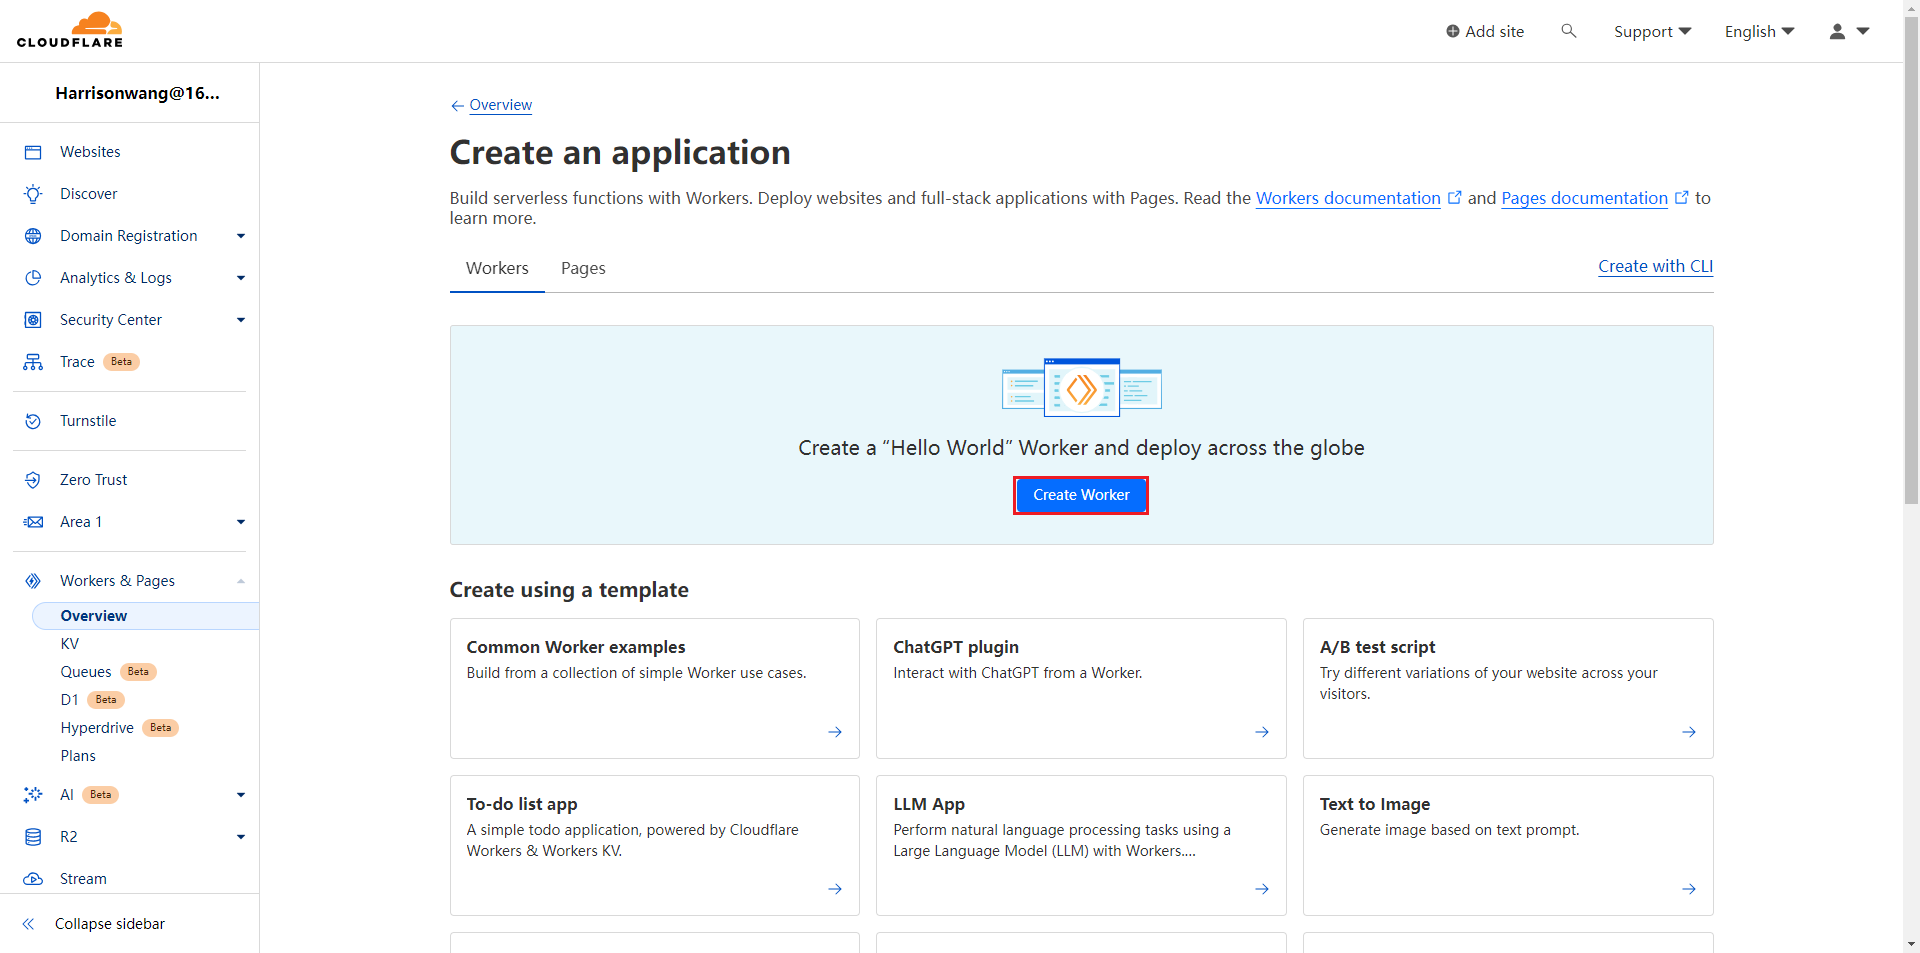 CLOUDFLARE
Add site
Support
English
Harrisonwang@16...
Websites
Discover
Domain Registration
Analytics & Logs
Security Center
Trace Beta
Turnstile
Zero Trust
Area 1
Workers & Pages
Overview
KV
Queues Beta
D1 Beta
Hyperdrive Beta
Plans
AI Beta
R2
Stream
Collapse sidebar
← Overview
Create an application
Build serverless functions with Workers. Deploy websites and full-stack applications with Pages. Read the Workers documentation and Pages documentation to
learn more.
Workers Pages
Create with CLI
Create a “Hello World” Worker and deploy across the globe
Create Worker
Create using a template
Common Worker examples
Build from a collection of simple Worker use cases.
ChatGPT plugin
Interact with ChatGPT from a Worker.
A/B test script
Try different variations of your website across your
visitors.
To-do list app
A simple todo application, powered by Cloudflare
Workers & Workers KV.
LLM App
Perform natural language processing tasks using a
Large Language Model (LLM) with Workers....
Text to Image
Generate image based on text prompt.